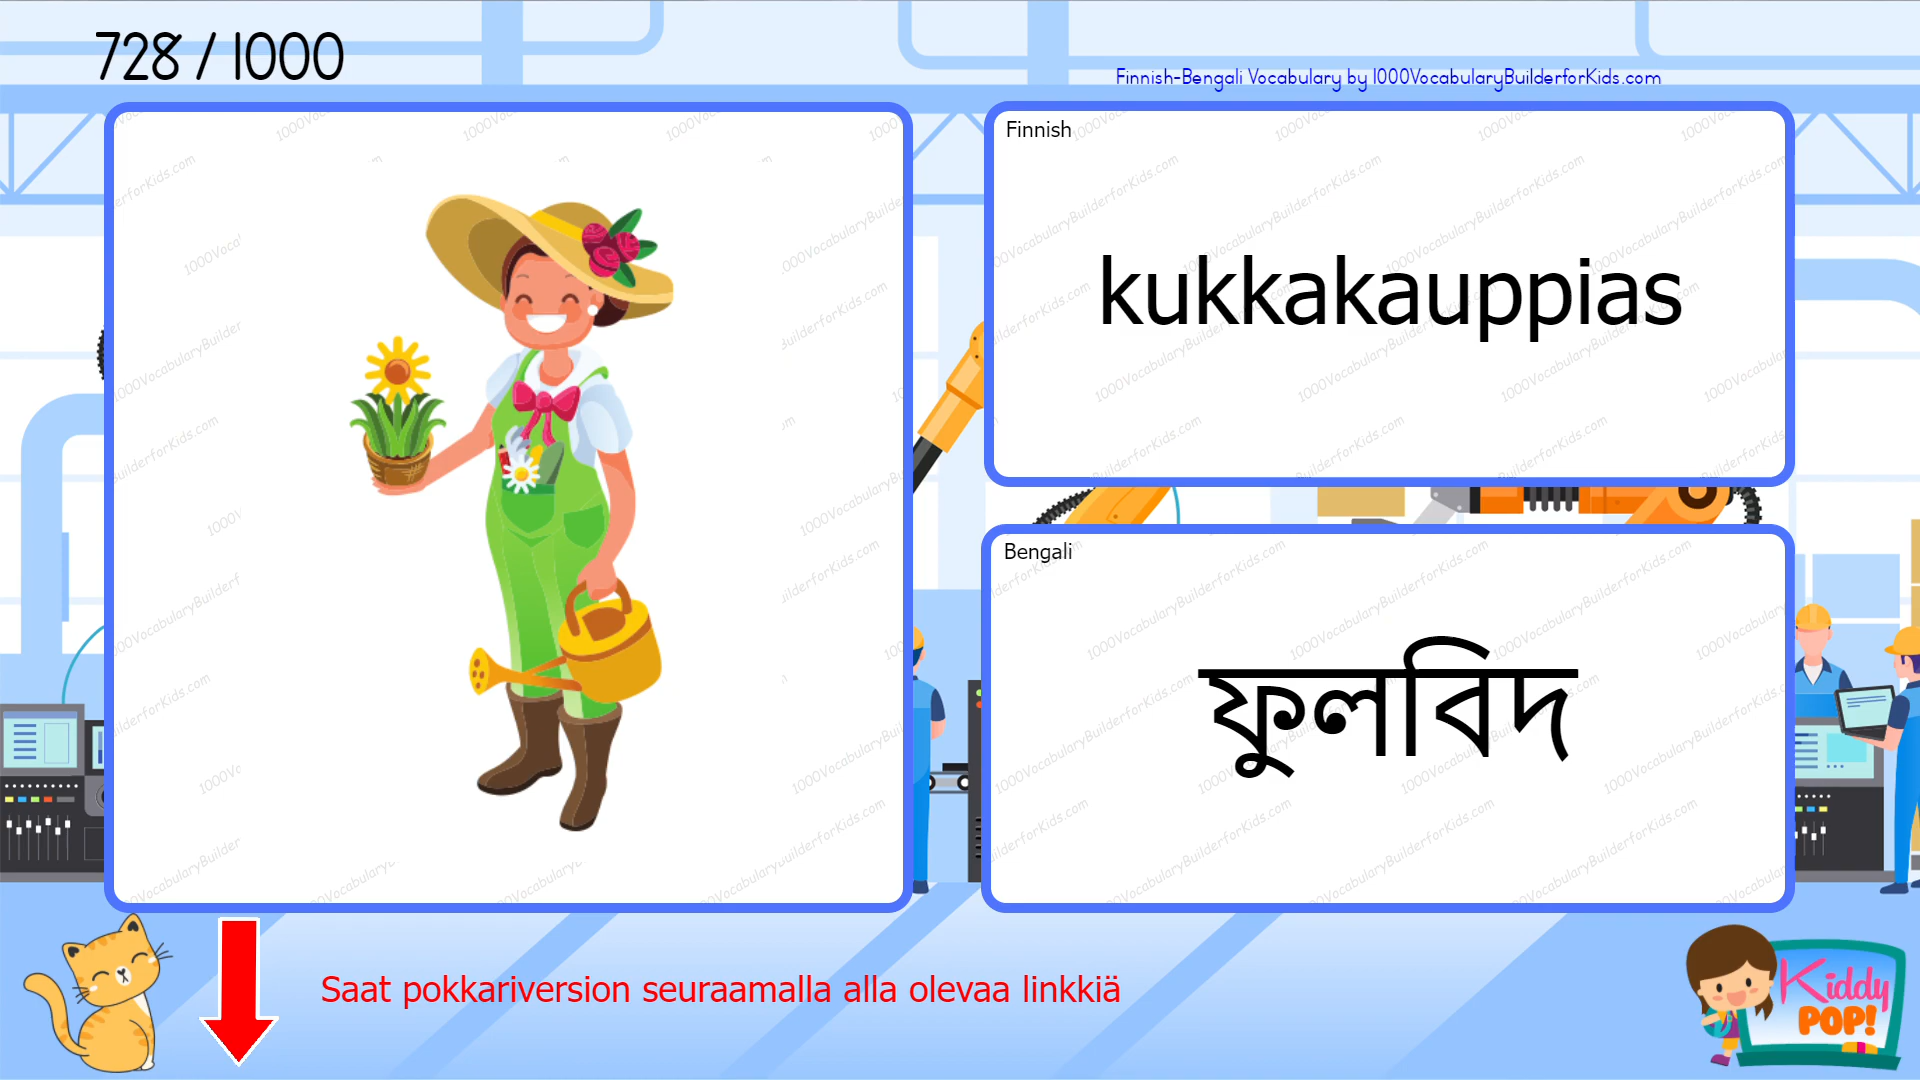 728 / 1000
Finnish-Bengali Vocabulary by 1000VocabularyBuilderforKids.com
Finnish
kukkakauppias
Bengali
ফুলবিদ
Saat pokkariversion seuraamalla alla olevaa linkkiä
Kiddy
POP!